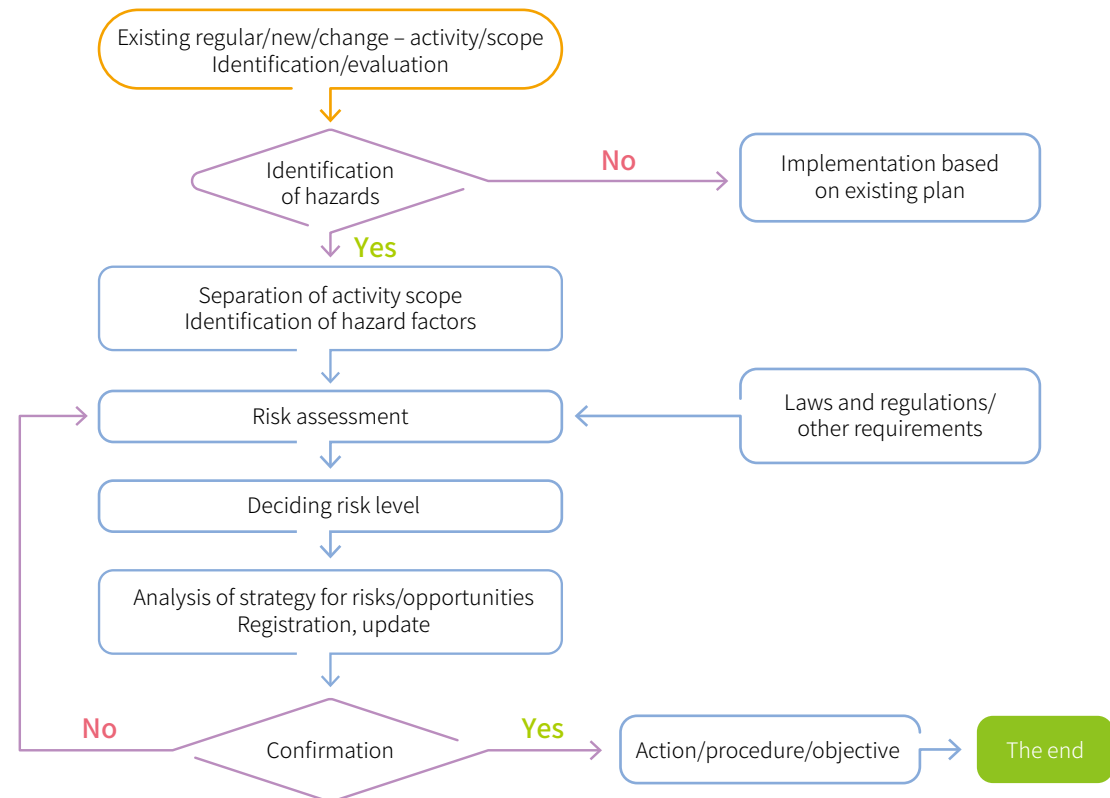 Existing regular/new/change – activity/scope
Identification/evaluation
Identification
of hazards
No
Implementation based
on existing plan
Yes
Separation of activity scope
Identification of hazard factors
Risk assessment
Laws and regulations/
other requirements
Deciding risk level
Analysis of strategy for risks/opportunities
Registration, update
No
Confirmation
Yes
Action/procedure/objective
The end